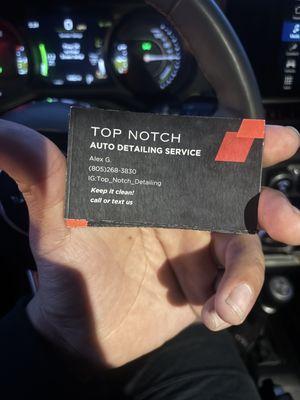 TOP NOTCH
AUTO DETAILING SERVICE
Alex G.
(805)268-3830
IG:Top_Notch_Detailing
Keep it clean!
call or text us